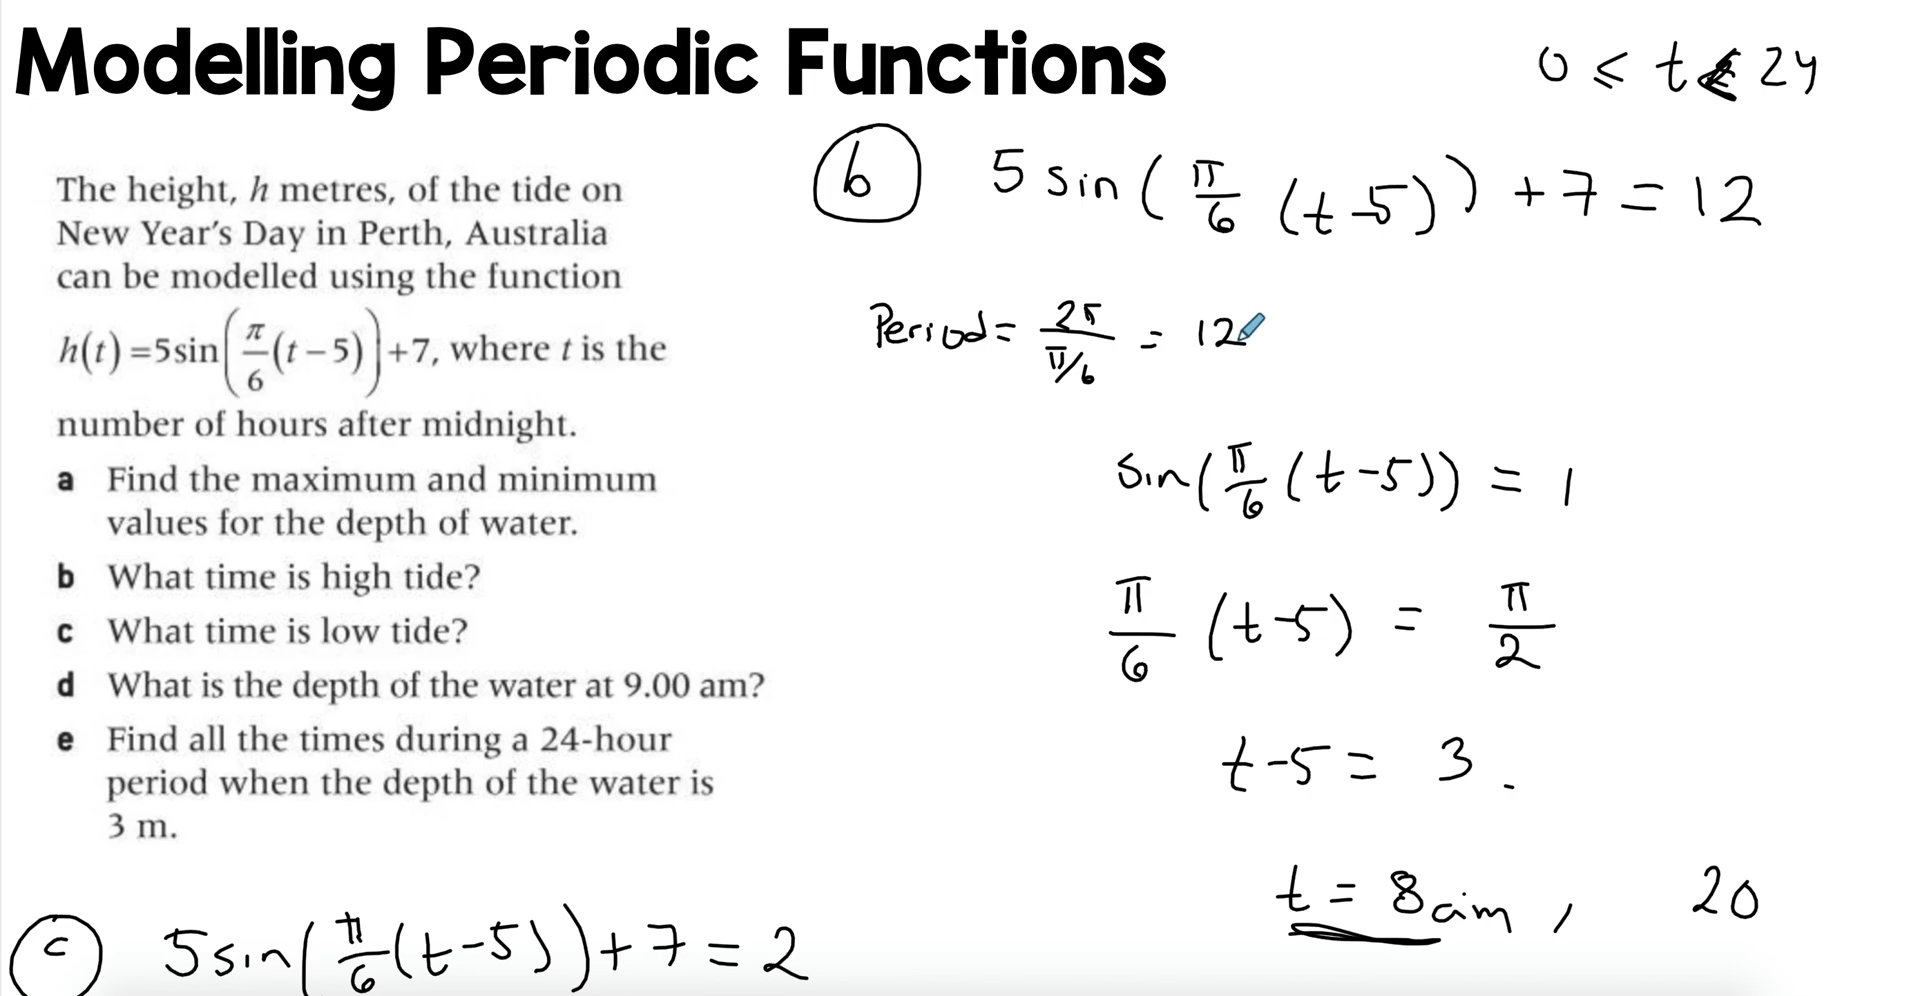 Modelling Periodic Functions
0 ≤ t < 24
The height, h metres, of the tide on
New Year's Day in Perth, Australia
can be modelled using the function
h(t) = 5 sin(π/6 (t – 5)) + 7, where t is the
number of hours after midnight.
a Find the maximum and minimum
values for the depth of water.
b What time is high tide?
c What time is low tide?
d What is the depth of the water at 9.00 am?
e Find all the times during a 24-hour
period when the depth of the water is
3 m.
b 5 sin(π/6 (t-5)) + 7 = 12
Period = 2π/(π/6) = 12
sin(π/6 (t-5)) = 1
π/6 (t-5) = π/2
t-5 = 3 .
t = 8am , 20
c 5 sin(π/6 (t-5)) + 7 = 2